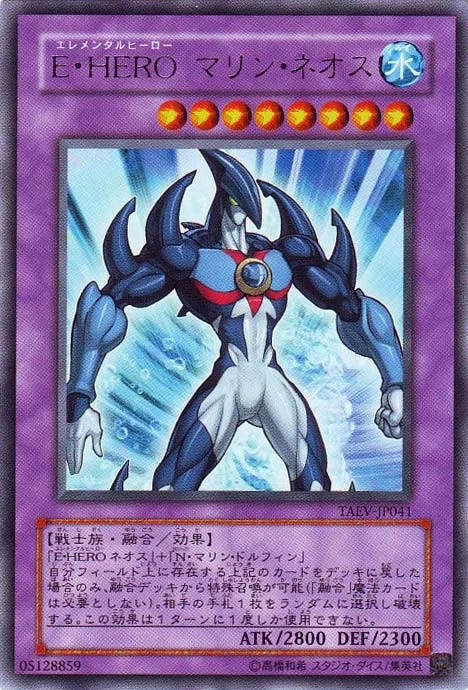 エレメンタルヒーロー
E・HERO マリン・ネオス
水
TAEV-JP041
【戦士族・融合／効果】
「E・HERO ネオス」+「N・マリン・ドルフィン」
自分フィールド上に存在する上記のカードをデッキに戻した
場合のみ、融合デッキから特殊召喚が可能(「融合」魔法カード
は必要としない)。相手の手札1枚をランダムに選択し破壊
する。この効果は1ターンに1度しか使用できない。
ATK/2800 DEF/2300
05128859
©高橋和希 スタジオ・ダイス/集英社